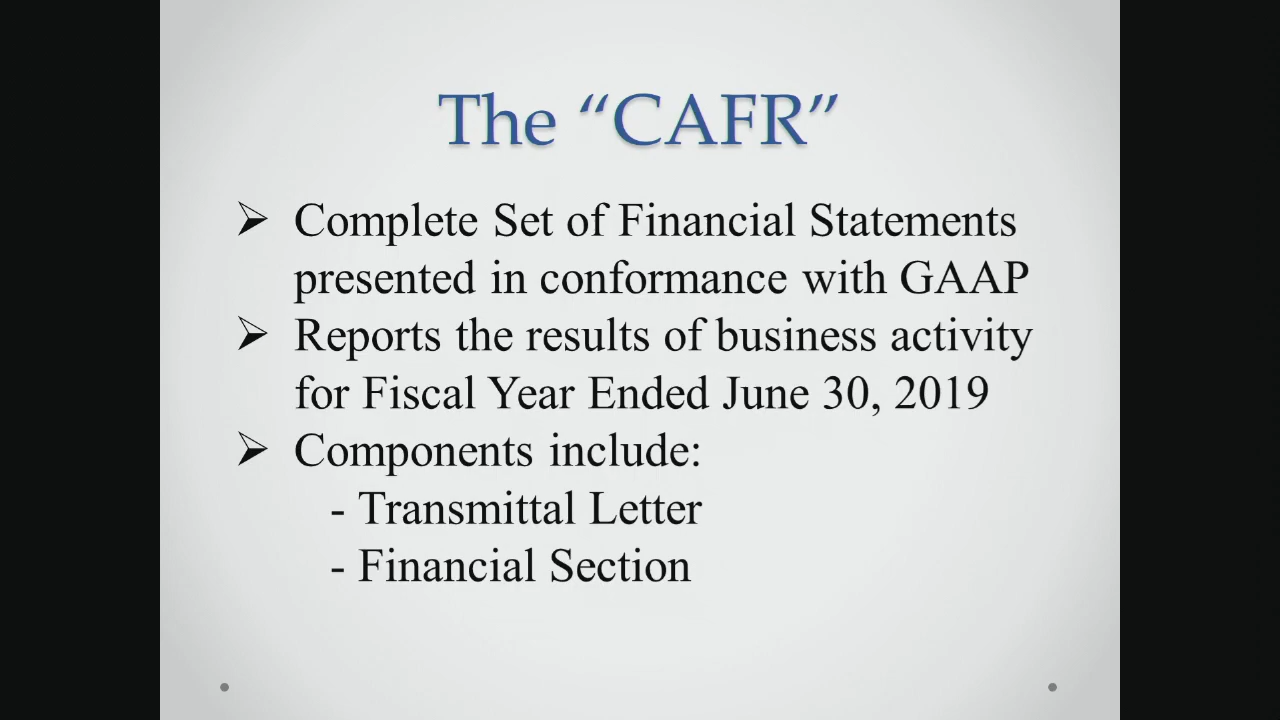 The “CAFR”
➢ Complete Set of Financial Statements
presented in conformance with GAAP
➢ Reports the results of business activity
for Fiscal Year Ended June 30, 2019
➢ Components include:
- Transmittal Letter
- Financial Section